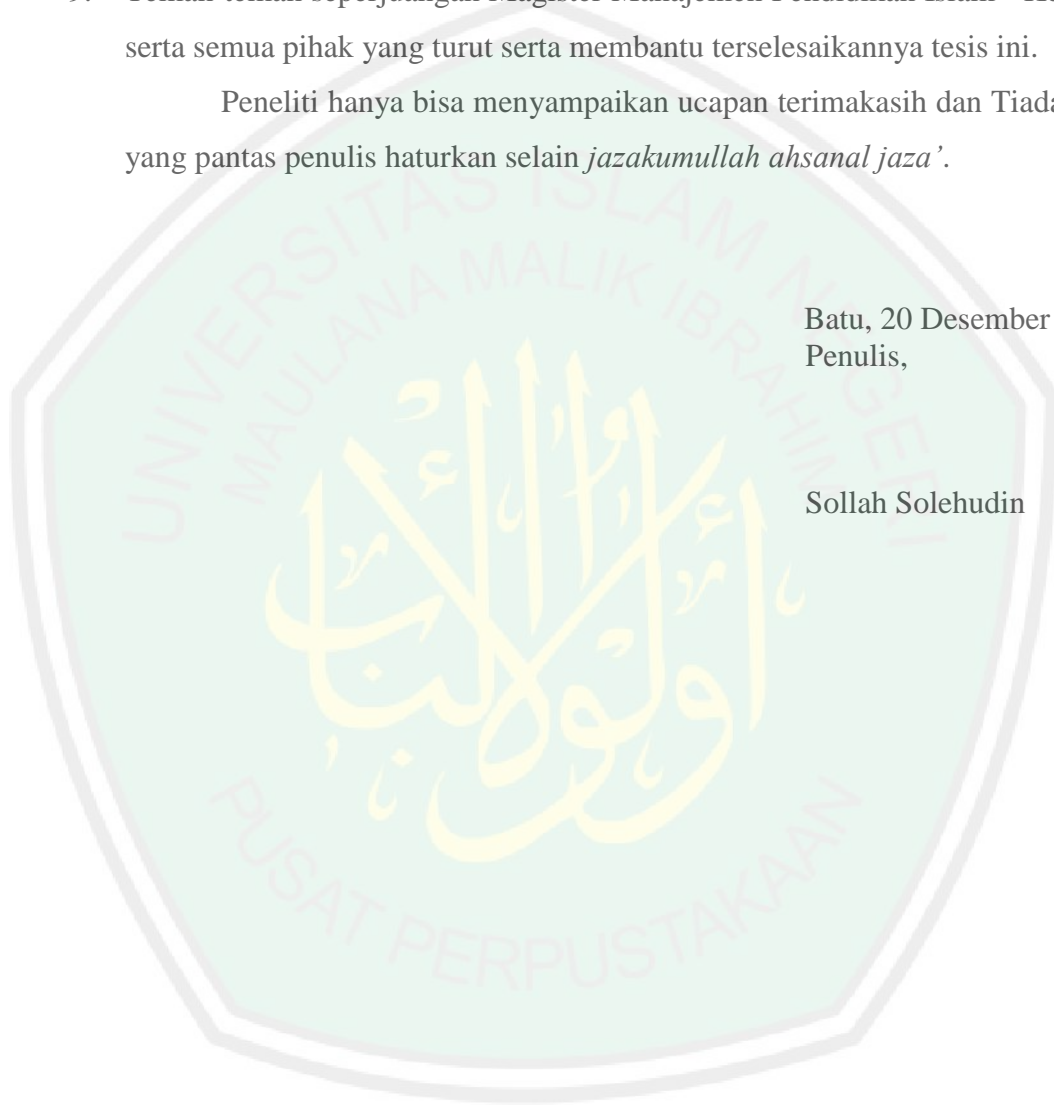 serta semua pihak yang turut serta membantu terselesaikannya tesis ini.
Peneliti hanya bisa menyampaikan ucapan terimakasih dan Tiada
yang pantas penulis haturkan selain jazakumullah ahsanal jaza’.
Batu, 20 Desember
Penulis,
Sollah Solehudin
UNIVERSITAS ISLAM NEGERI
MAULANA MALIK IBRAHIM
PUSAT PERPUSTAKAAN